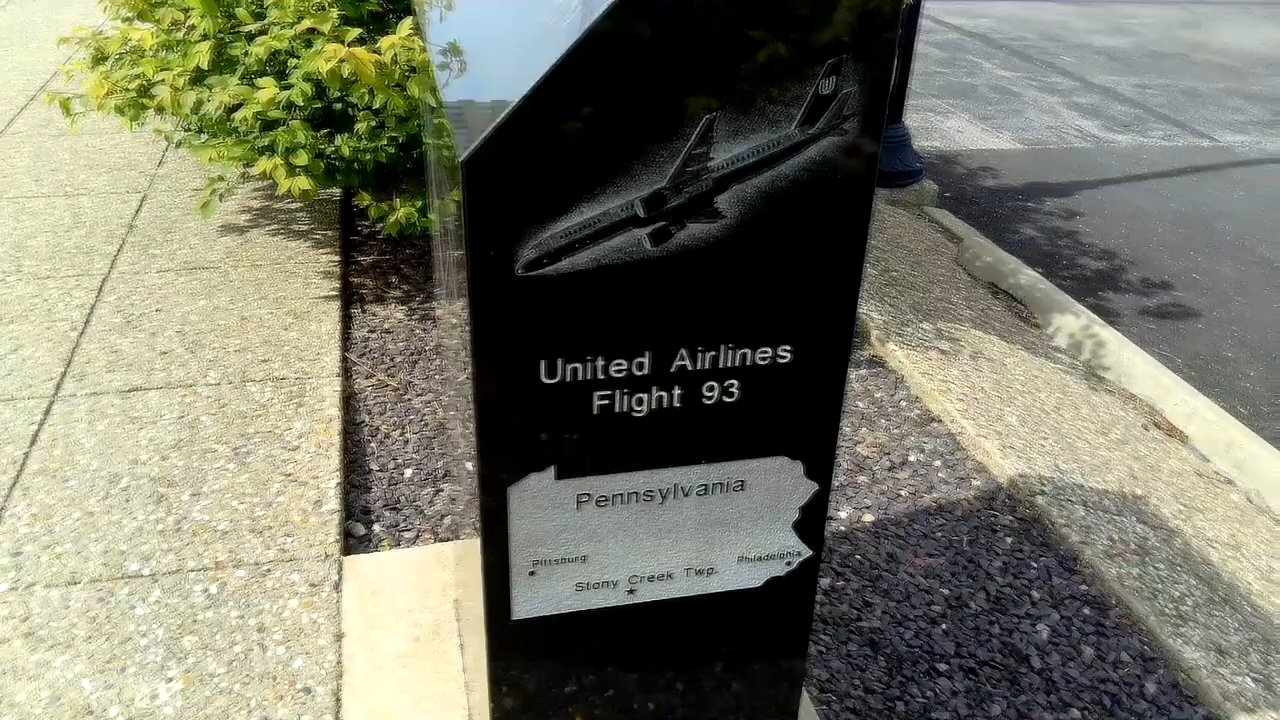 United Airlines
Flight 93
Pennsylvania
Pittsburg
Philadelphia
Stony Creek Twp.